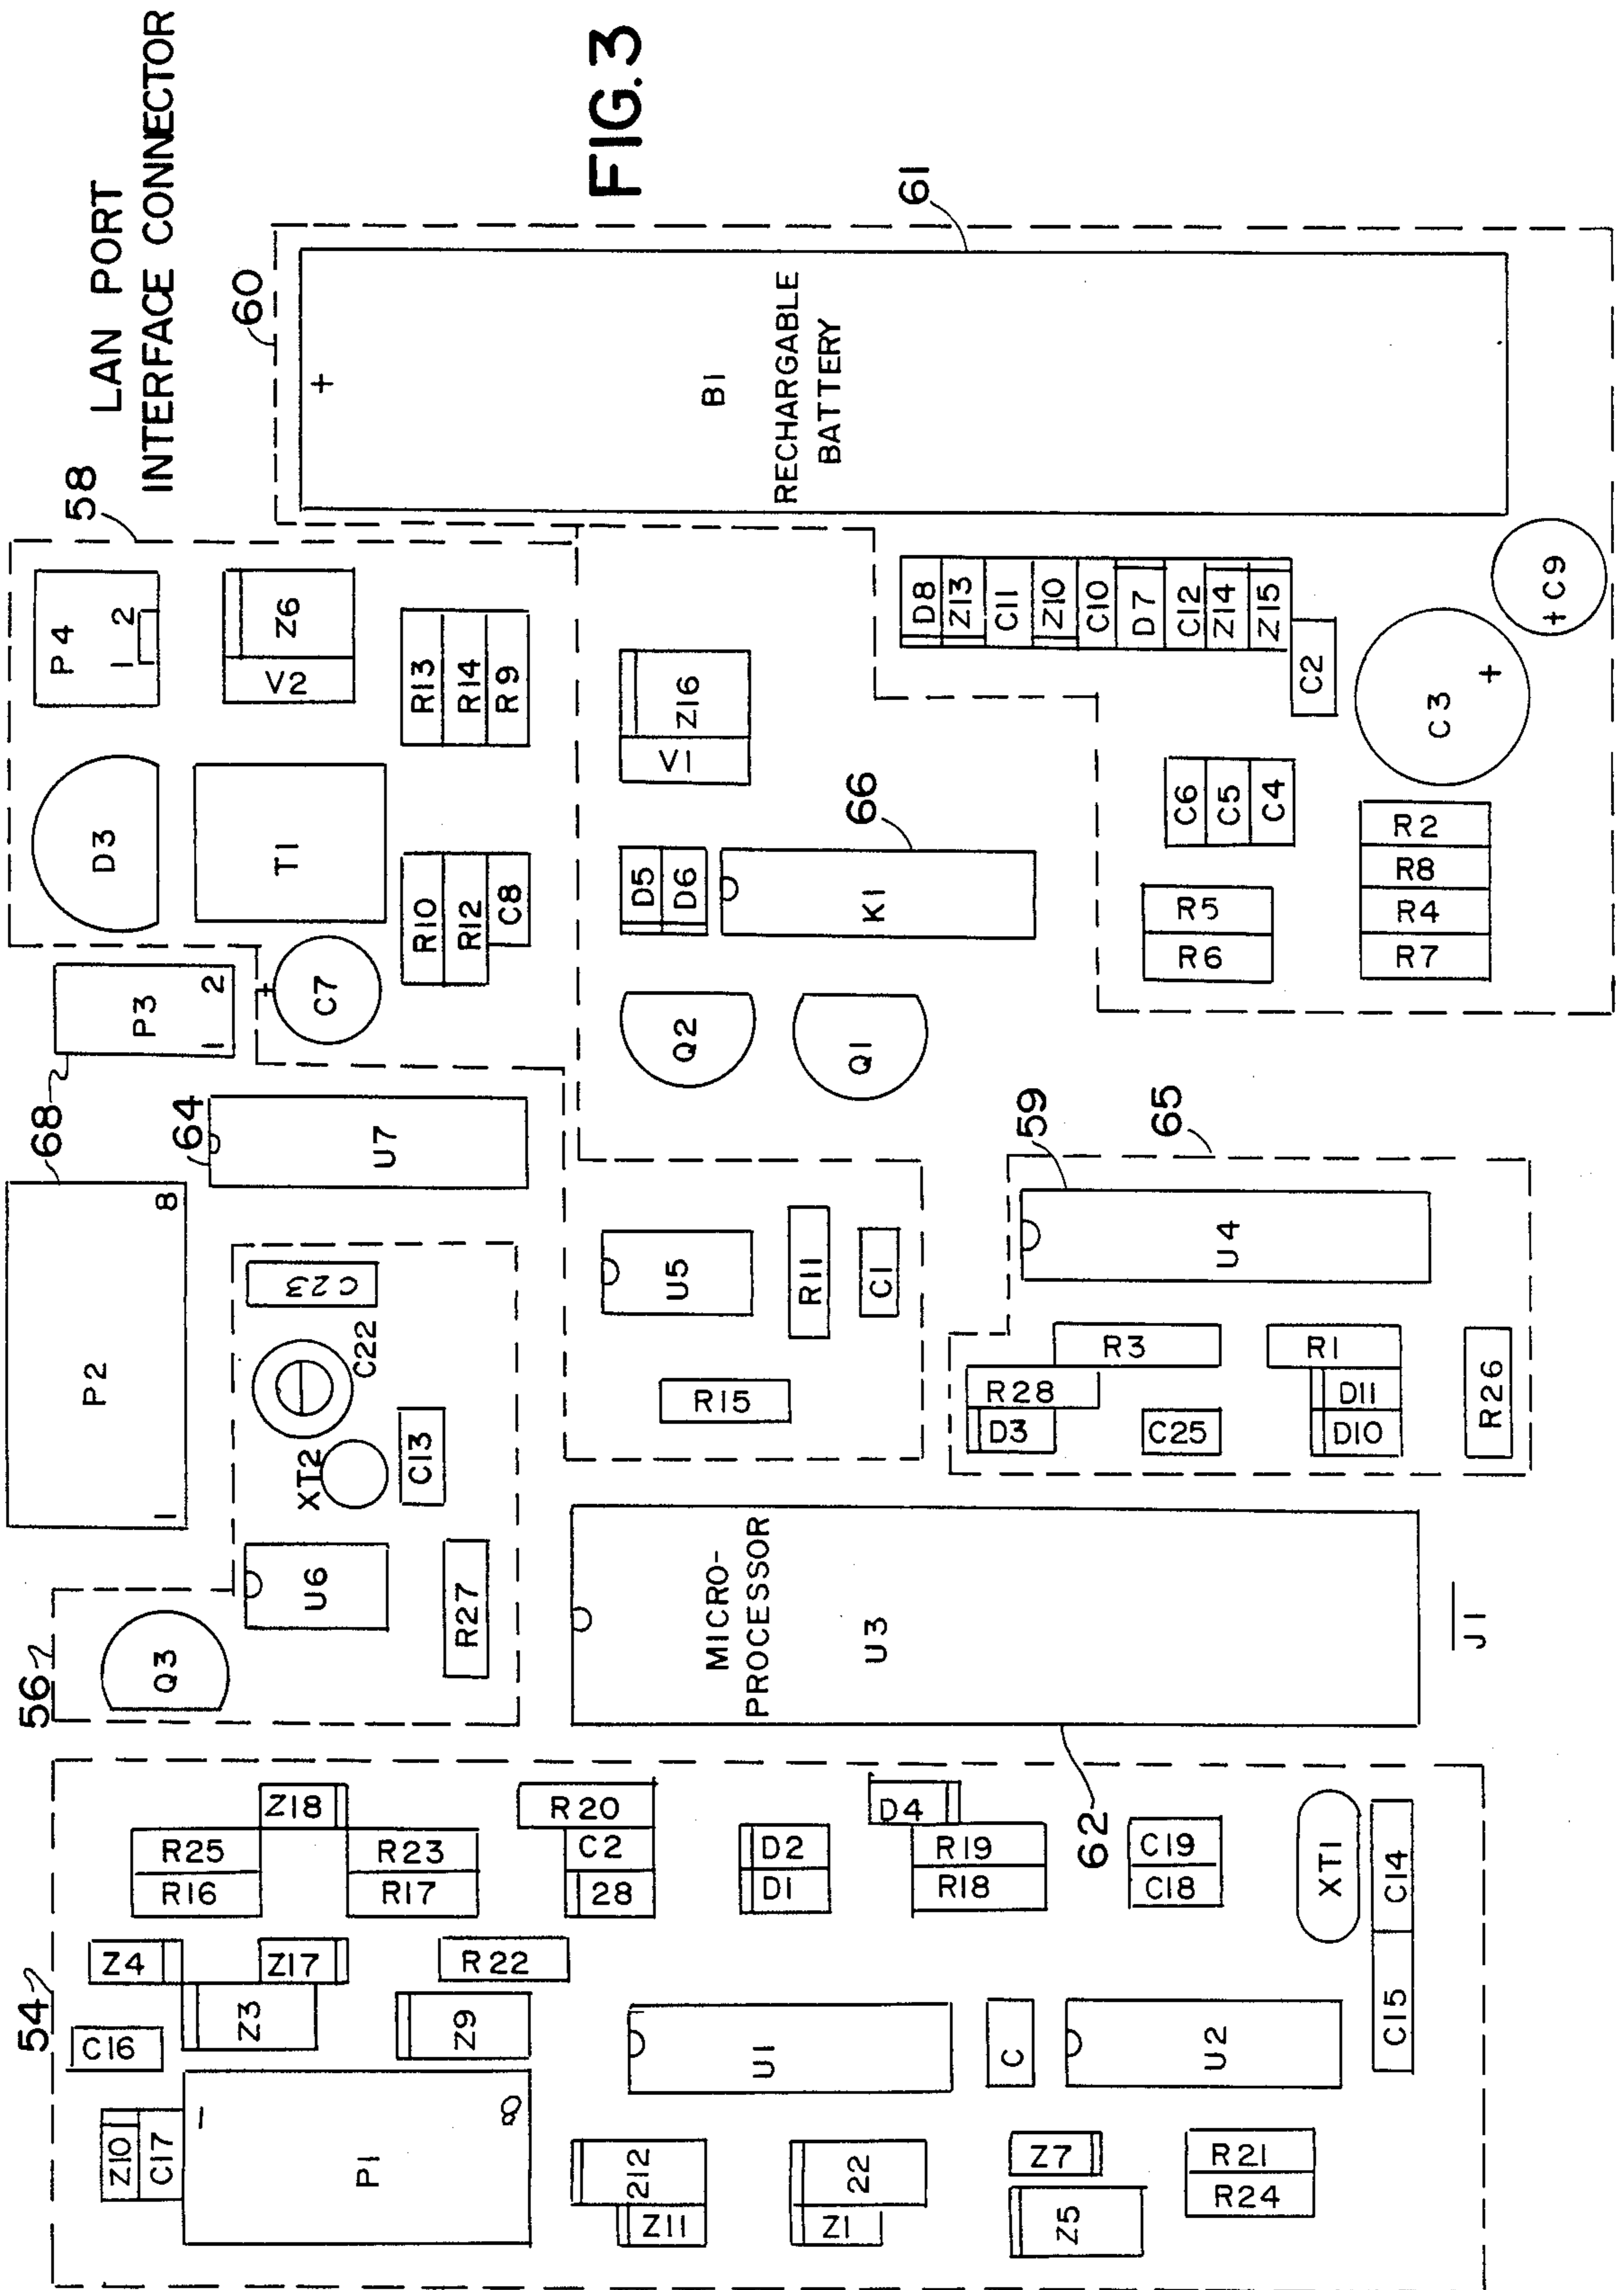 LAN PORT
INTERFACE CONNECTOR
FIG.3
58
P4
1 2
D3
Z6
V2
T1
R13
R14
R9
R10
R12
C8
C7
+
68
P3
1 2
P2
1 8
64
U7
60
61
+
B1
RECHARGABLE
BATTERY
D8
Z13
C11
Z10
C10
D7
C12
Z14
Z15
C2
C3
+
+C9
C6
C5
C4
R2
R8
R4
R7
R5
R6
Z16
V1
66
D5
D6
K1
Q2
Q1
56
Q3
U6
R27
XT2
C22
C23
C13
U5
R11
C1
R15
59
65
U4
R3
R1
R28
D3
C25
D11
D10
R26
MICRO-
PROCESSOR
U3
62
J1
54
Z18
R25
R16
R23
R17
R20
C2
28
D2
D1
D4
R19
R18
C19
C18
XT1
C14
C15
Z4
Z17
Z3
C16
R22
Z9
U1
C
U2
Z10
C17
P1
1 8
212
Z11
22
Z1
Z7
Z5
R21
R24